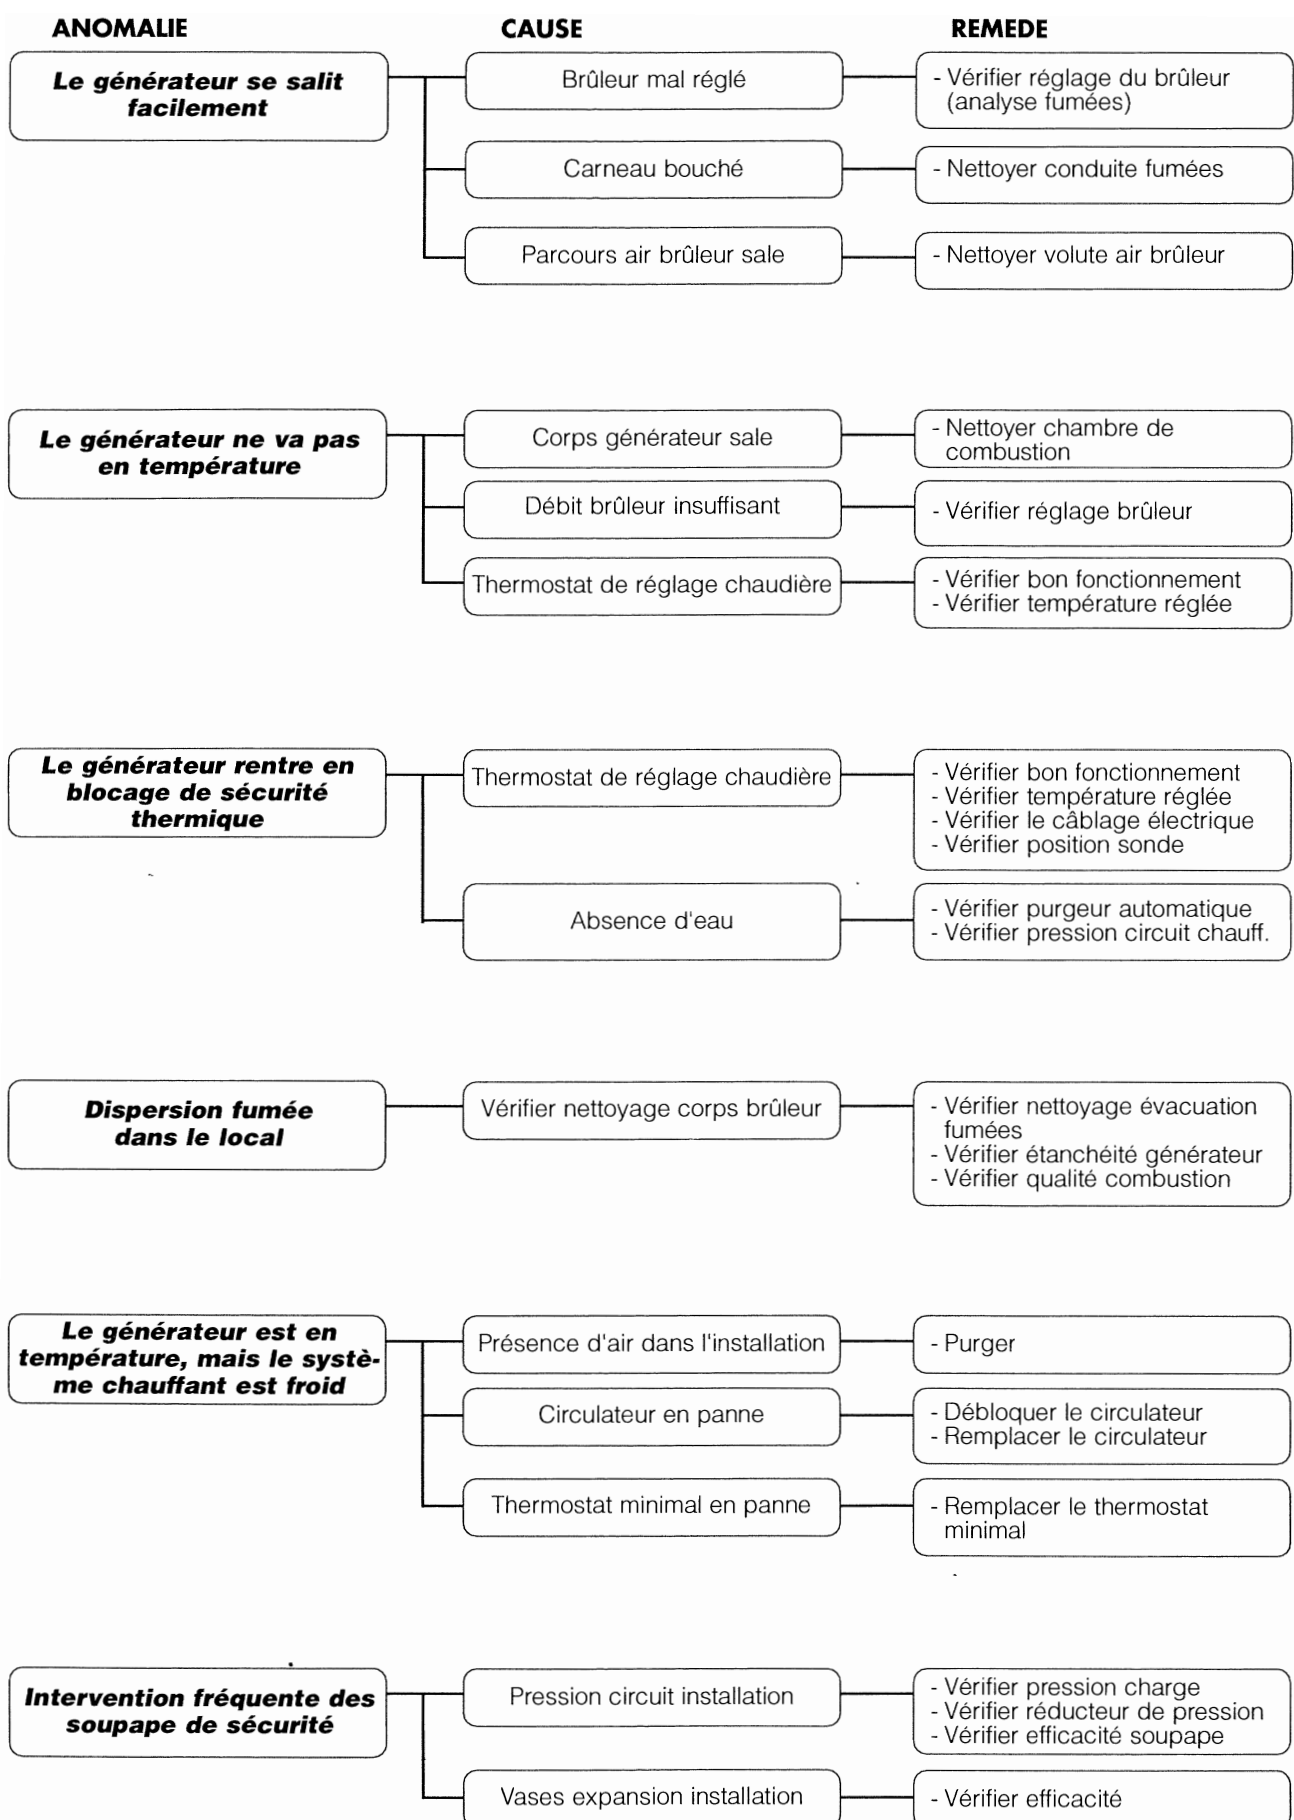 ANOMALIE
CAUSE
REMEDE
Le générateur se salit
facilement
Brûleur mal réglé
- Vérifier réglage du brûleur
(analyse fumées)
Carneau bouché
- Nettoyer conduite fumées
Parcours air brûleur sale
- Nettoyer volute air brûleur
Le générateur ne va pas
en température
Corps générateur sale
- Nettoyer chambre de
combustion
Débit brûleur insuffisant
- Vérifier réglage brûleur
Thermostat de réglage chaudière
- Vérifier bon fonctionnement
- Vérifier température réglée
Le générateur rentre en
blocage de sécurité
thermique
Thermostat de réglage chaudière
- Vérifier bon fonctionnement
- Vérifier température réglée
- Vérifier le câblage électrique
- Vérifier position sonde
Absence d'eau
- Vérifier purgeur automatique
- Vérifier pression circuit chauff.
Dispersion fumée
dans le local
Vérifier nettoyage corps brûleur
- Vérifier nettoyage évacuation
fumées
- Vérifier étanchéité générateur
- Vérifier qualité combustion
Le générateur est en
température, mais le systè-
me chauffant est froid
Présence d'air dans l'installation
- Purger
Circulateur en panne
- Débloquer le circulateur
- Remplacer le circulateur
Thermostat minimal en panne
- Remplacer le thermostat
minimal
Intervention fréquente des
soupape de sécurité
Pression circuit installation
- Vérifier pression charge
- Vérifier réducteur de pression
- Vérifier efficacité soupape
Vases expansion installation
- Vérifier efficacité